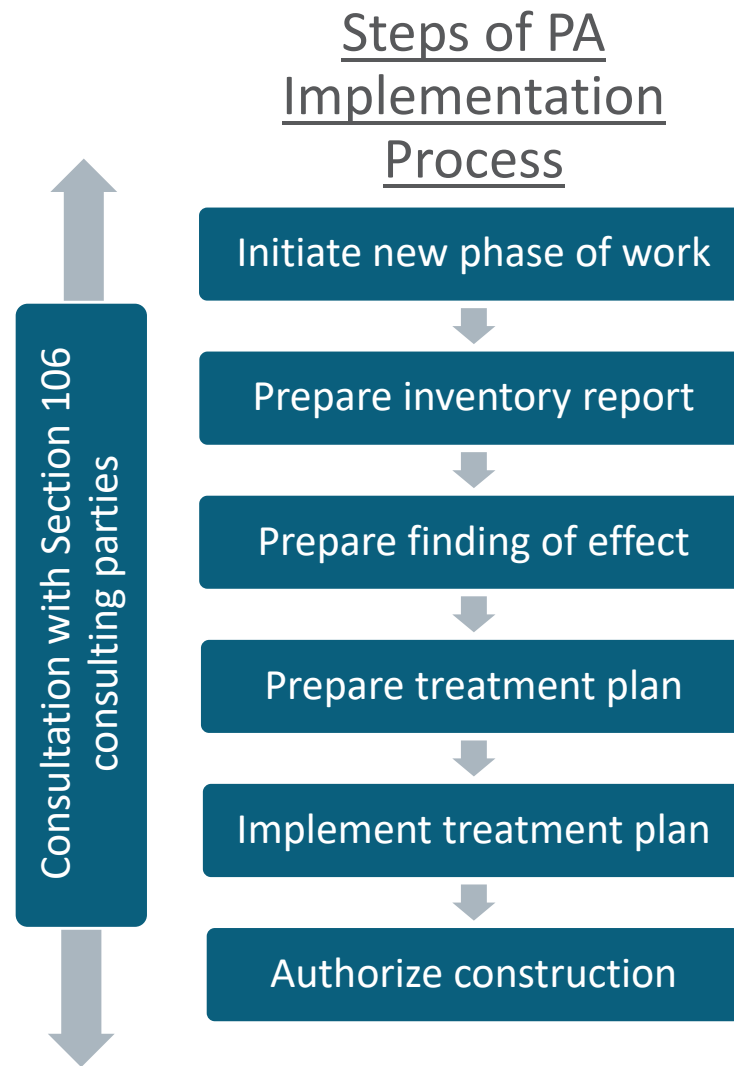 Steps of PA
Implementation
Process
Consultation with Section 106
consulting parties
Initiate new phase of work
Prepare inventory report
Prepare finding of effect
Prepare treatment plan
Implement treatment plan
Authorize construction